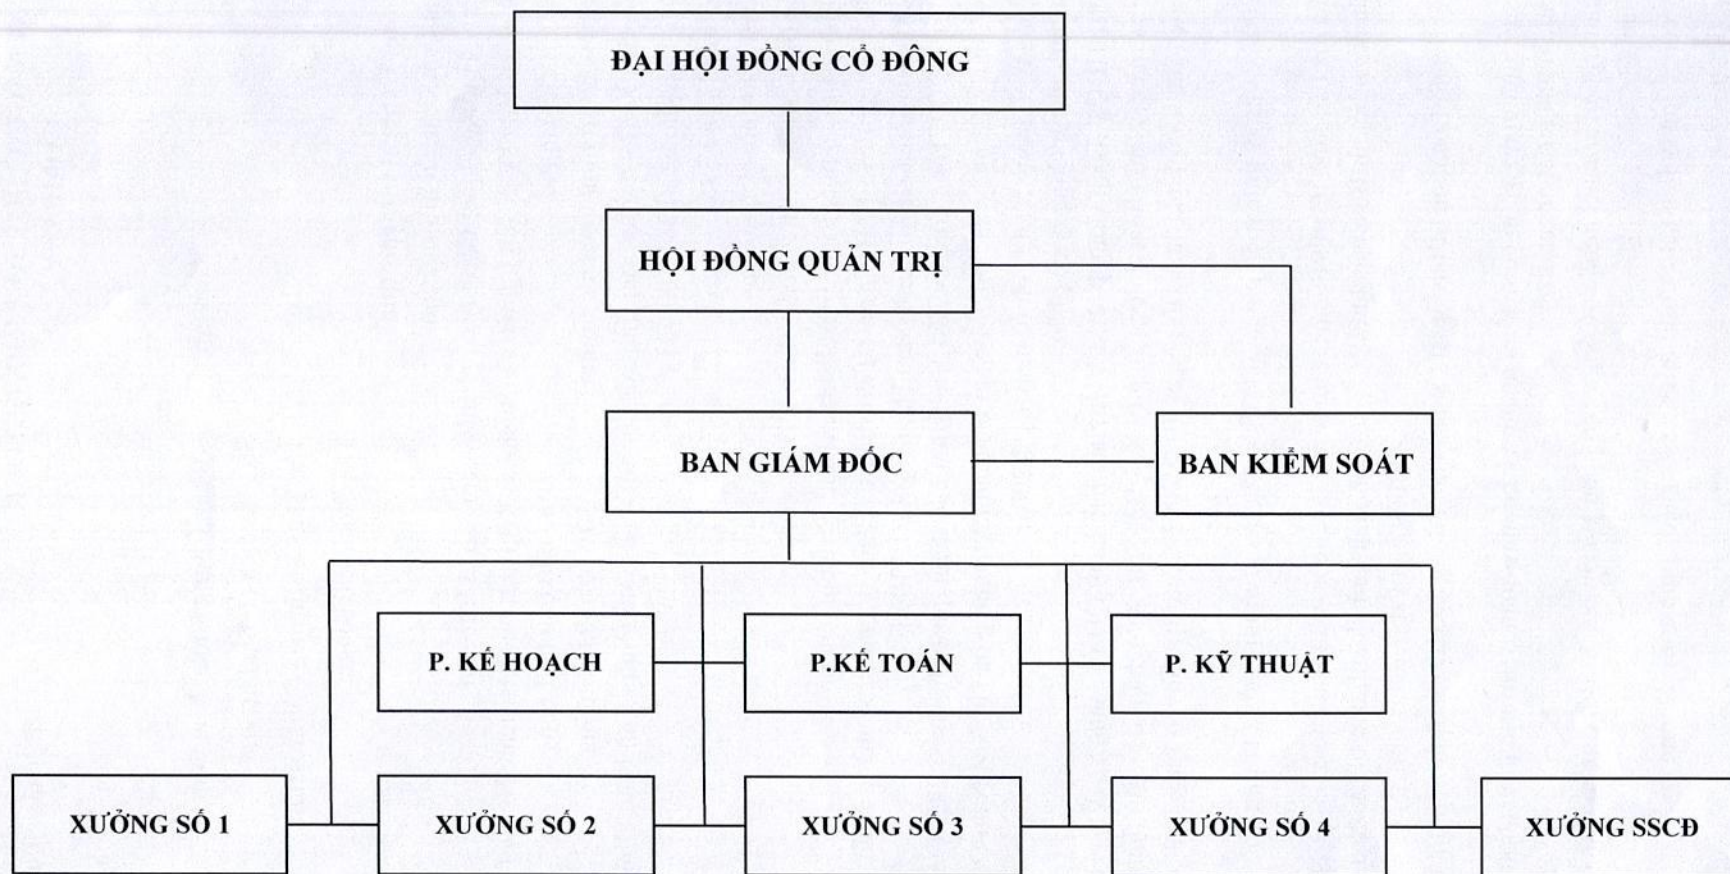 ĐẠI HỘI ĐỒNG CỔ ĐÔNG
HỘI ĐỒNG QUẢN TRỊ
BAN GIÁM ĐỐC
BAN KIỂM SOÁT
P. KẾ HOẠCH
P.KẾ TOÁN
P. KỸ THUẬT
XƯỞNG SỐ 1
XƯỞNG SỐ 2
XƯỞNG SỐ 3
XƯỞNG SỐ 4
XƯỞNG SSCĐ